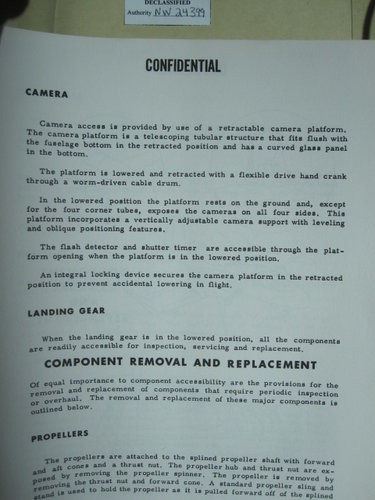 DECLASSIFIED
Authority NW 24399
CONFIDENTIAL
CAMERA
Camera access is provided by use of a retractable camera platform.
The camera platform is a telescoping tubular structure that fits flush with
the fuselage bottom in the retracted position and has a curved glass panel
in the bottom.
The platform is lowered and retracted with a flexible drive hand crank
through a worm-driven cable drum.
In the lowered position the platform rests on the ground and, except
for the four corner tubes, exposes the cameras on all four sides. This
platform incorporates a vertically adjustable camera support with leveling
and oblique positioning features.
The flash detector and shutter timer are accessible through the plat-
form opening when the platform is in the lowered position.
An integral locking device secures the camera platform in the retracted
position to prevent accidental lowering in flight.
LANDING GEAR
When the landing gear is in the lowered position, all the components
are readily accessible for inspection, servicing and replacement.
COMPONENT REMOVAL AND REPLACEMENT
Of equal importance to component accessibility are the provisions for the
removal and replacement of components that require periodic inspection
or overhaul. The removal and replacement of these major components is
outlined below.
PROPELLERS
The propellers are attached to the splined propeller shaft with forward
and aft cones and a thrust nut. The propeller hub and thrust nut are ex-
posed by removing the propeller spinner. The propeller is removed by
removing the thrust nut and forward cone. A standard propeller sling and
stand is used to hold the propeller as it is pulled forward off of the splined